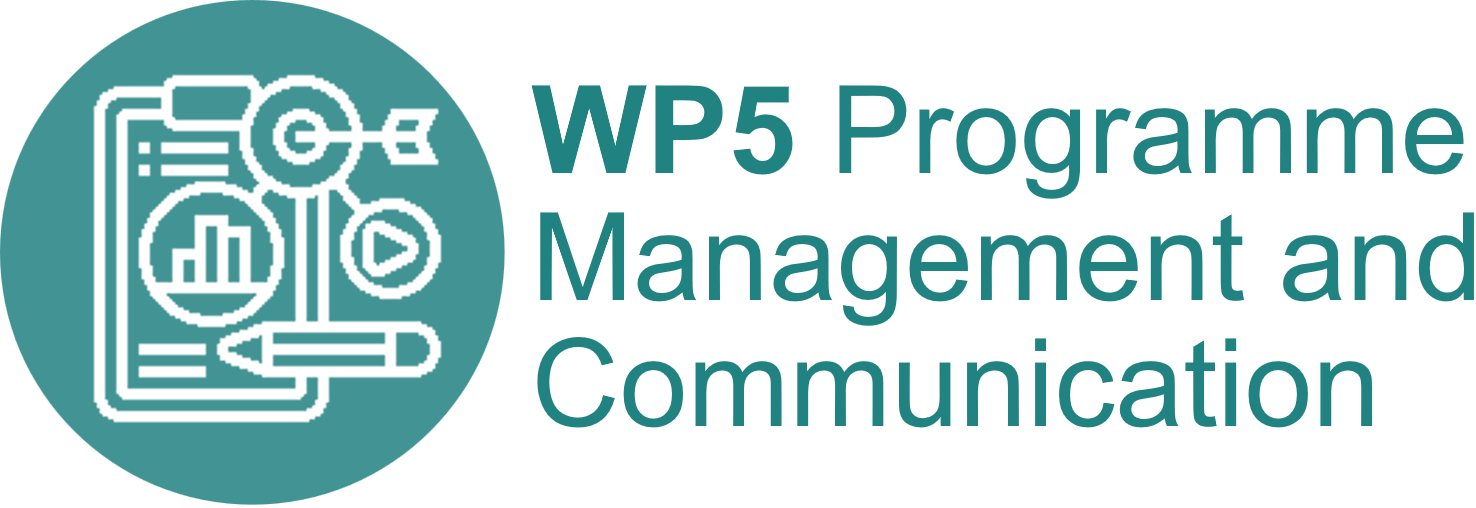 WP5 Programme
Management and
Communication